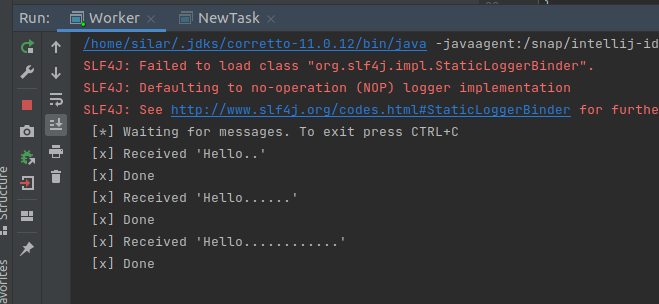 Run: Worker × NewTask ×
/home/silar/.jdks/corretto-11.0.12/bin/java -javaagent:/snap/intellij-id
SLF4J: Failed to load class "org.slf4j.impl.StaticLoggerBinder".
SLF4J: Defaulting to no-operation (NOP) logger implementation
SLF4J: See http://www.slf4j.org/codes.html#StaticLoggerBinder for furthe
[*] Waiting for messages. To exit press CTRL+C
[x] Received 'Hello..'
[x] Done
[x] Received 'Hello......'
[x] Done
[x] Received 'Hello............'
[x] Done
Structure
avorites